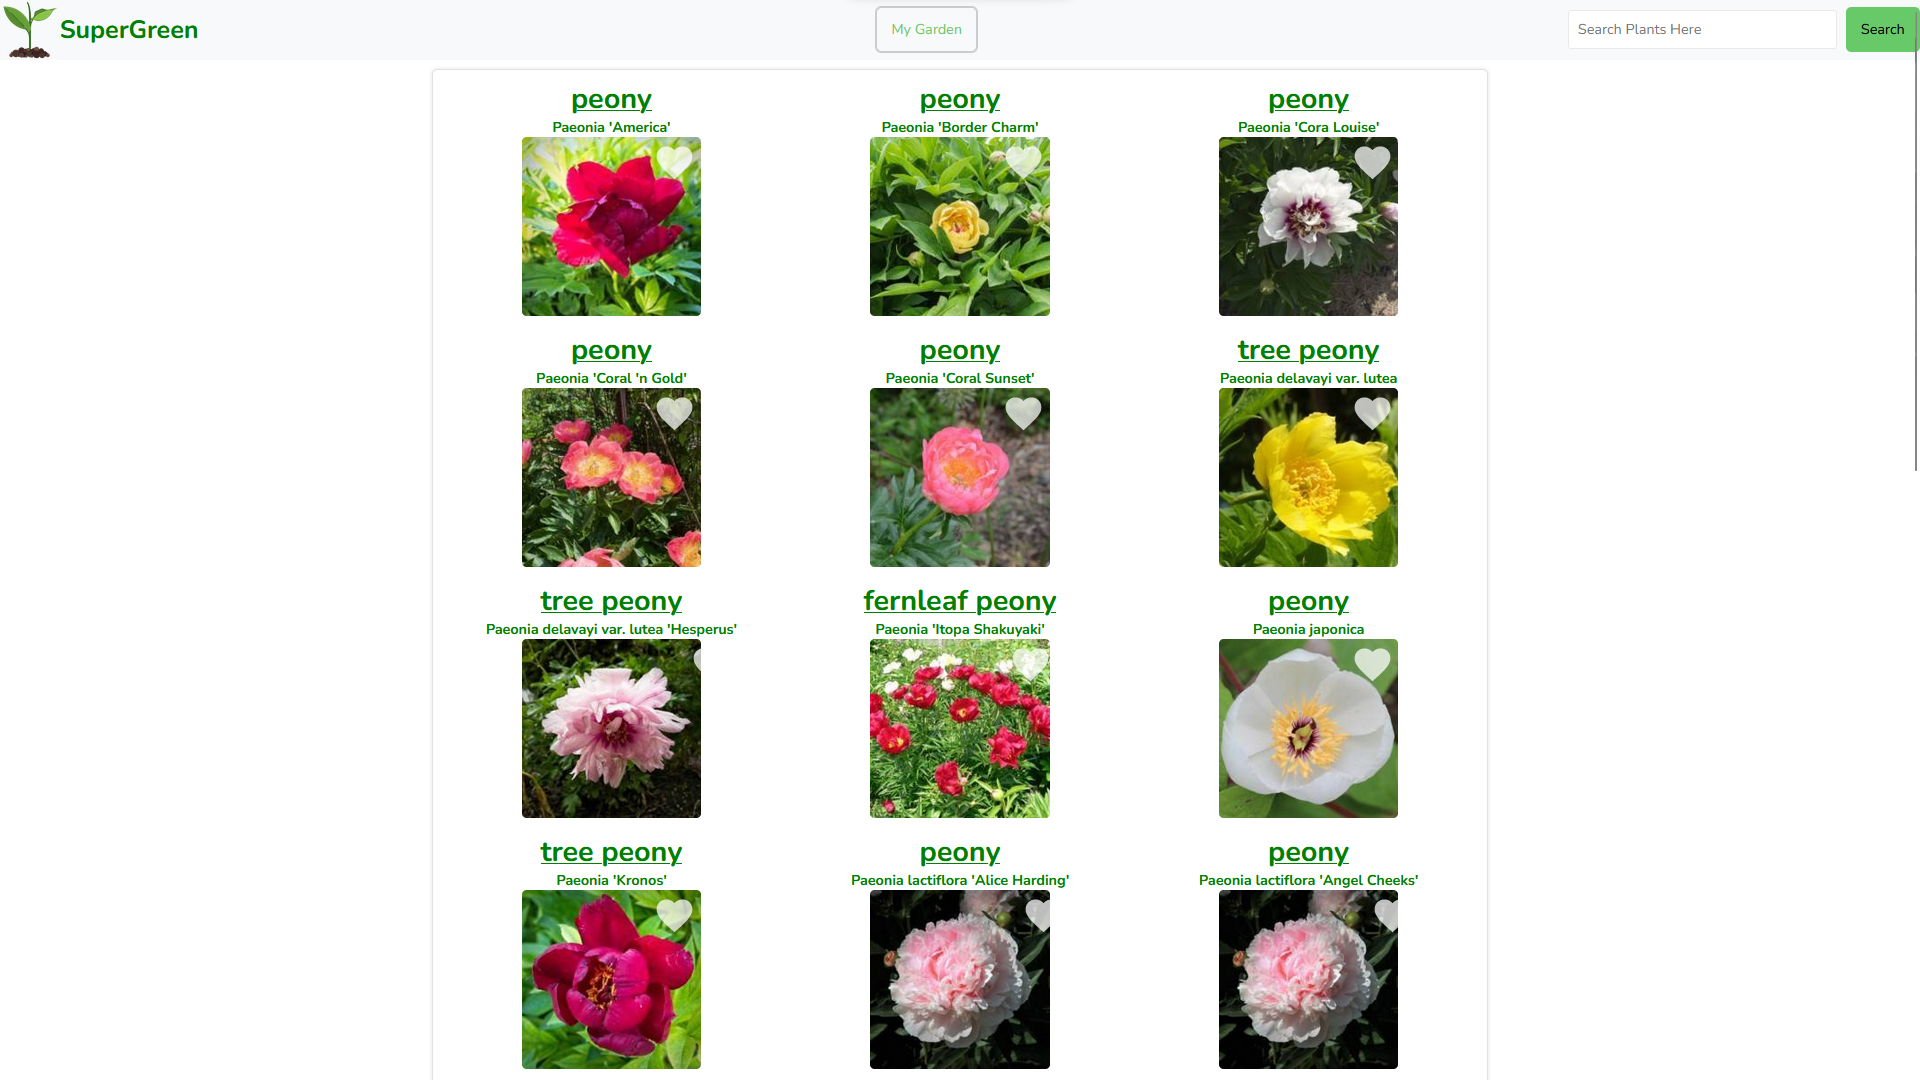 SuperGreen
My Garden
Search Plants Here
Search
peony
Paeonia 'America'
peony
Paeonia 'Border Charm'
peony
Paeonia 'Cora Louise'
peony
Paeonia 'Coral 'n Gold'
peony
Paeonia 'Coral Sunset'
tree peony
Paeonia delavayi var. lutea
tree peony
Paeonia delavayi var. lutea 'Hesperus'
fernleaf peony
Paeonia 'Itopa Shakuyaki'
peony
Paeonia japonica
tree peony
Paeonia 'Kronos'
peony
Paeonia lactiflora 'Alice Harding'
peony
Paeonia lactiflora 'Angel Cheeks'